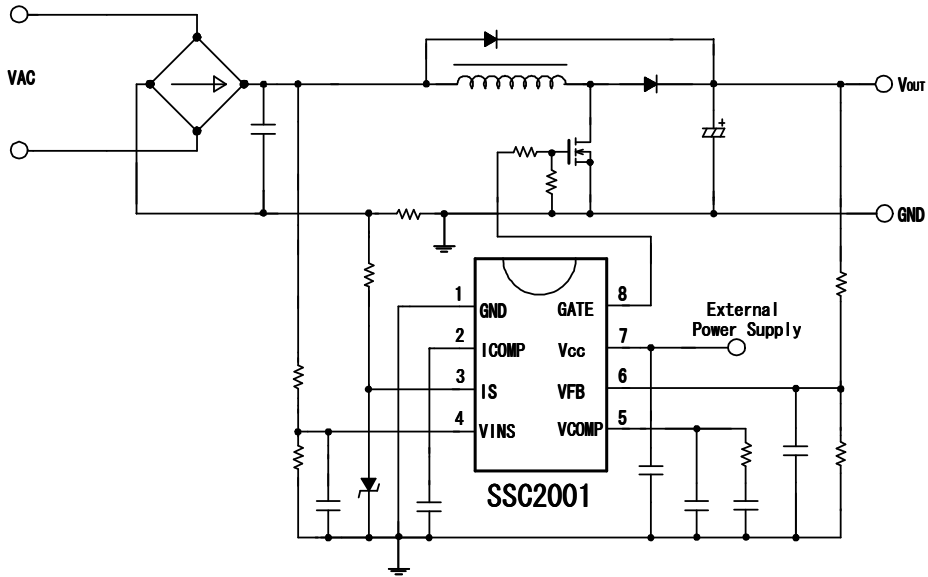 VAC
+
VOUT
GND
1
GND
GATE
8
External
Power Supply
2
ICOMP
Vcc
7
3
IS
VFB
6
4
VINS
VCOMP
5
SSC2001